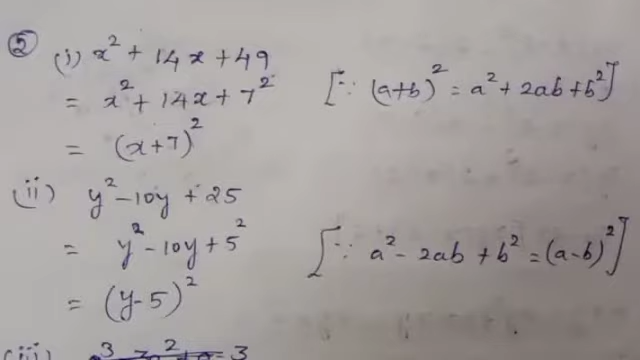 ② (i) x² + 14x + 49
= x² + 14x + 7² [∵ (a+b)² = a² + 2ab + b²]
= (x+7)²
(ii) y² - 10y + 25
= y² - 10y + 5² [∵ a² - 2ab + b² = (a-b)²]
= (y-5)²
(iii)